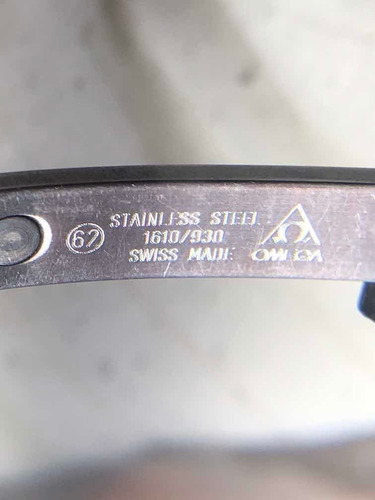 62
STAINLESS STEEL
1610/930
SWISS MADE
OMEGA